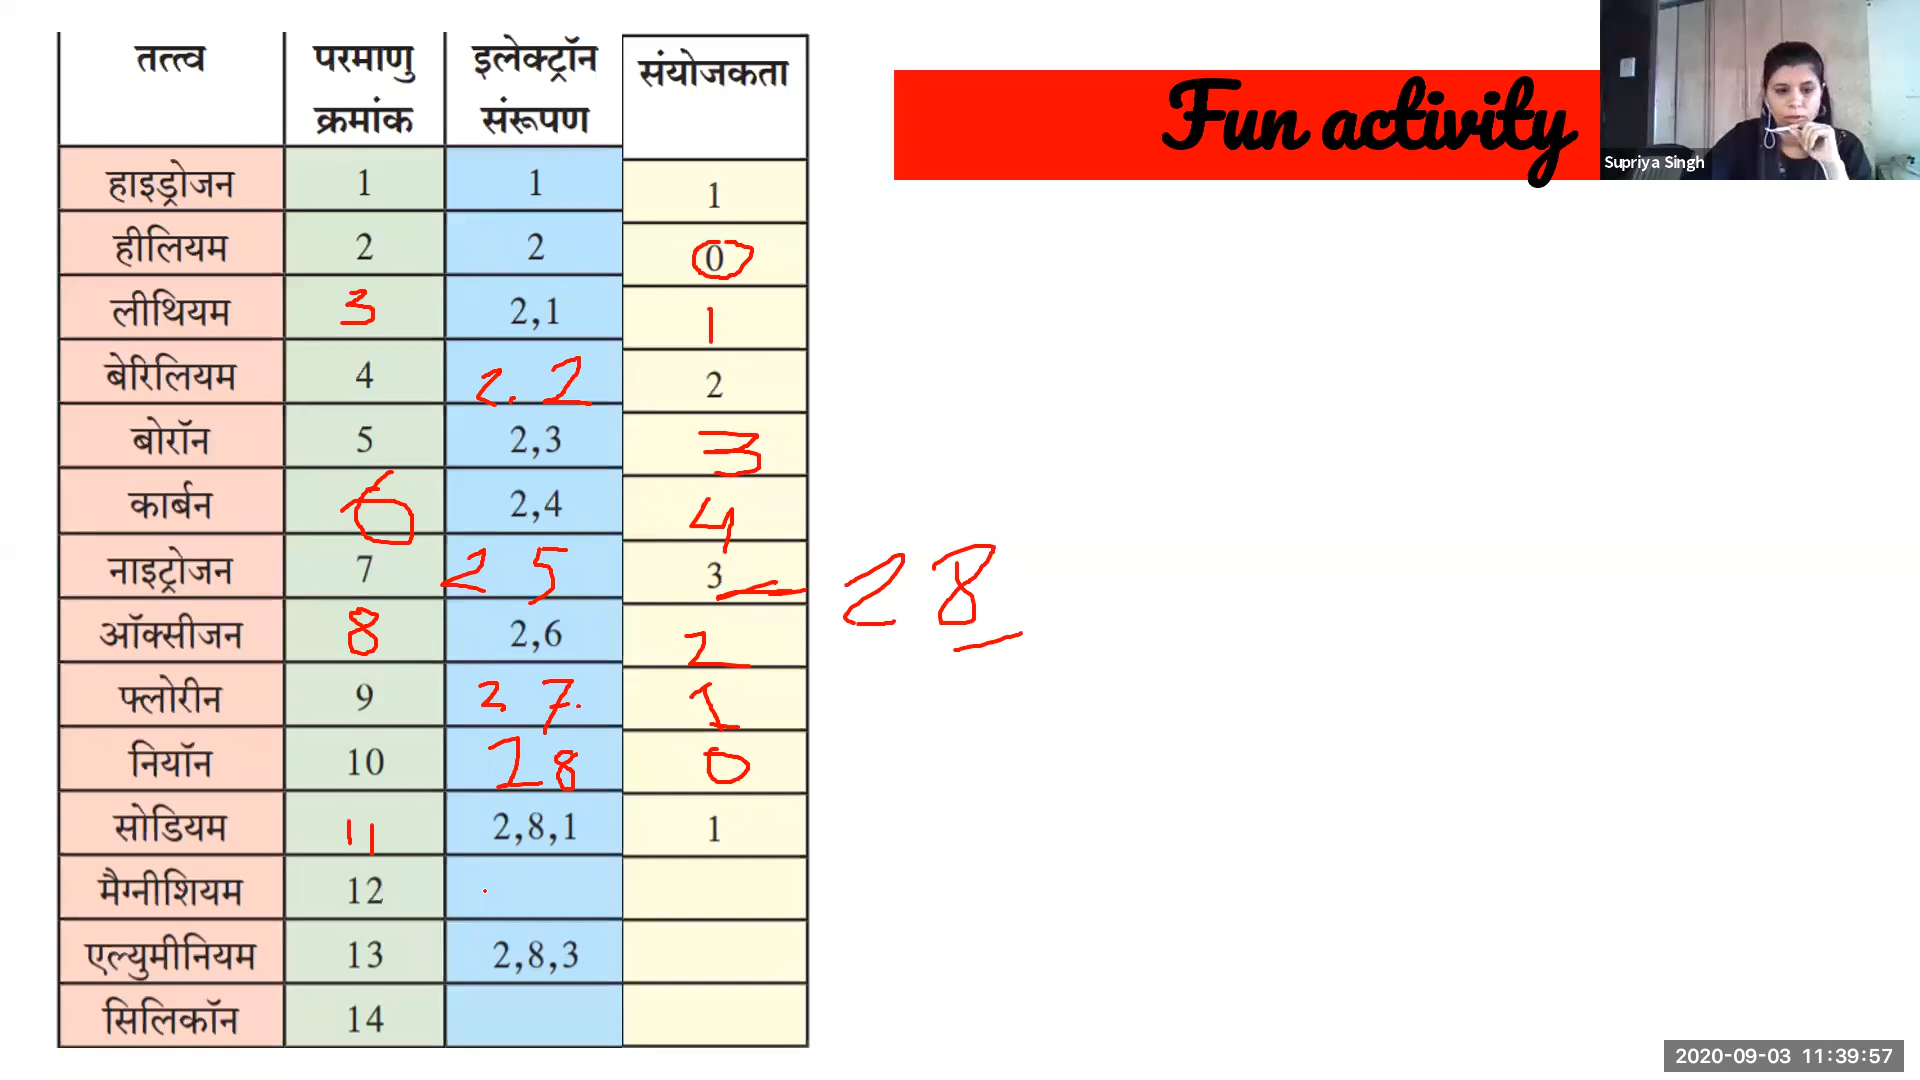 तत्त्व परमाणु क्रमांक इलेक्ट्रॉन संरूपण संयोजकता
हाइड्रोजन 1 1 1
हीलियम 2 2 0
लीथियम 3 2,1 1
बेरिलियम 4 2. 2 2
बोरॉन 5 2,3 3
कार्बन 6 2,4 4
नाइट्रोजन 7 2 5 3 2 8
ऑक्सीजन 8 2,6 2
फ्लोरीन 9 2 7. 1
नियॉन 10 2 8 0
सोडियम 11 2,8,1 1
मैग्नीशियम 12
एल्युमीनियम 13 2,8,3
सिलिकॉन 14
Fun activity
Supriya Singh
2020-09-03 11:39:57